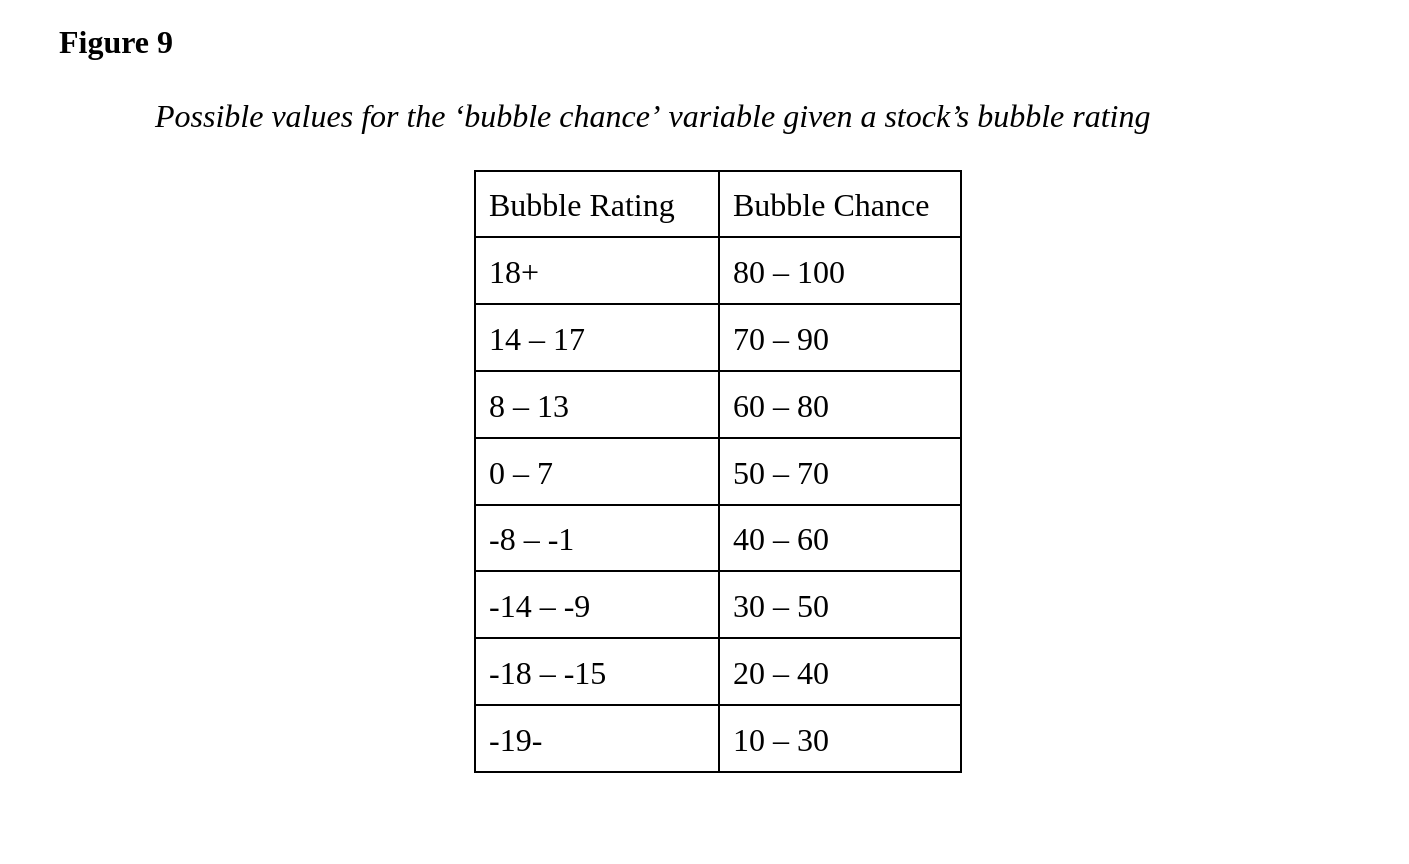 Figure 9
Possible values for the ‘bubble chance’ variable given a stock’s bubble rating
Bubble Rating Bubble Chance
18+ 80 – 100
14 – 17 70 – 90
8 – 13 60 – 80
0 – 7 50 – 70
-8 – -1 40 – 60
-14 – -9 30 – 50
-18 – -15 20 – 40
-19- 10 – 30